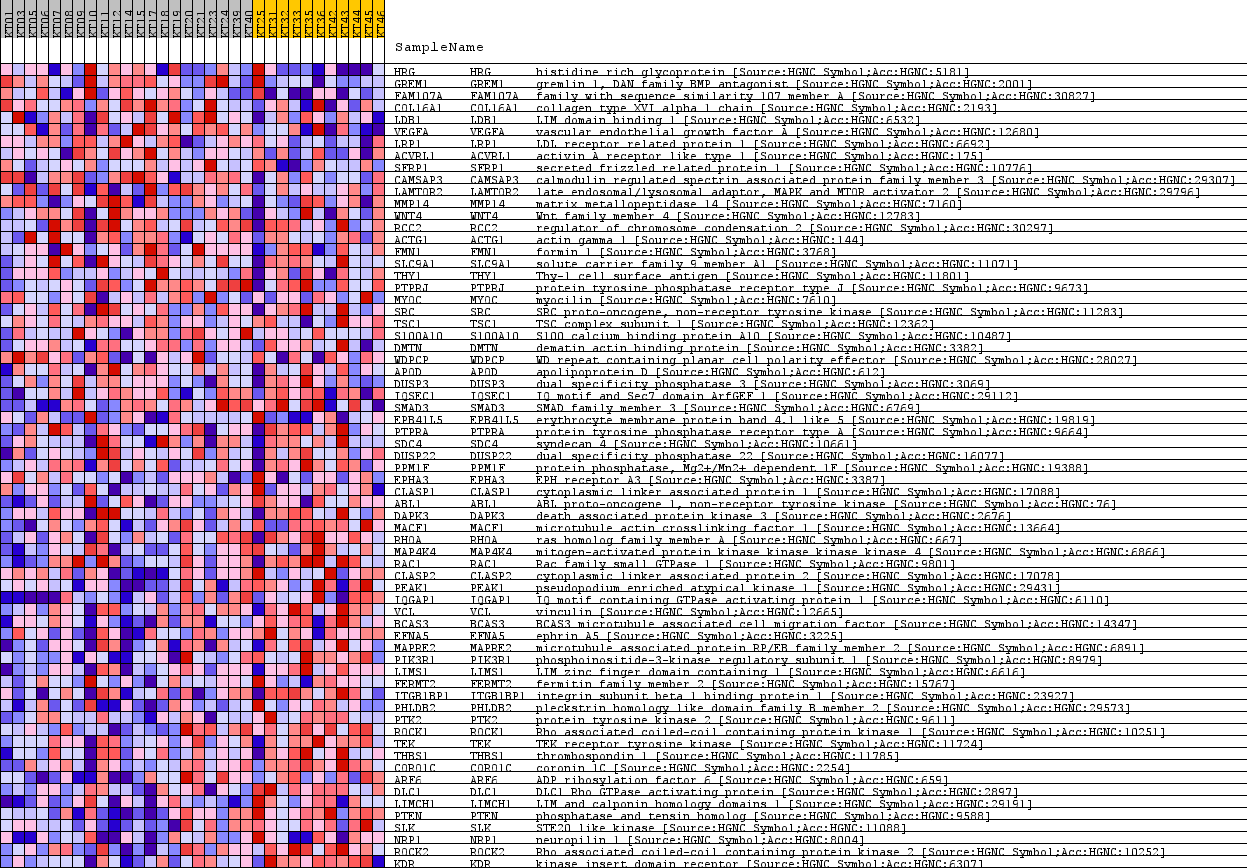 KT01 KT03 KT05 KT06 KT07 KT08 KT09 KT10 KT11 KT12 KT14 KT15 KT17 KT18 KT19 KT20 KT21 KT23 KT24 KT39 KT40 KT25 KT31 KT32 KT33 KT35 KT36 KT42 KT43 KT44 KT45 KT46
SampleName
HRG HRG histidine rich glycoprotein [Source:HGNC Symbol;Acc:HGNC:5181]
GREM1 GREM1 gremlin 1, DAN family BMP antagonist [Source:HGNC Symbol;Acc:HGNC:2001]
FAM107A FAM107A family with sequence similarity 107 member A [Source:HGNC Symbol;Acc:HGNC:30827]
COL16A1 COL16A1 collagen type XVI alpha 1 chain [Source:HGNC Symbol;Acc:HGNC:2193]
LDB1 LDB1 LIM domain binding 1 [Source:HGNC Symbol;Acc:HGNC:6532]
VEGFA VEGFA vascular endothelial growth factor A [Source:HGNC Symbol;Acc:HGNC:12680]
LRP1 LRP1 LDL receptor related protein 1 [Source:HGNC Symbol;Acc:HGNC:6692]
ACVRL1 ACVRL1 activin A receptor like type 1 [Source:HGNC Symbol;Acc:HGNC:175]
SFRP1 SFRP1 secreted frizzled related protein 1 [Source:HGNC Symbol;Acc:HGNC:10776]
CAMSAP3 CAMSAP3 calmodulin regulated spectrin associated protein family member 3 [Source:HGNC Symbol;Acc:HGNC:29307]
LAMTOR2 LAMTOR2 late endosomal/lysosomal adaptor, MAPK and MTOR activator 2 [Source:HGNC Symbol;Acc:HGNC:29796]
MMP14 MMP14 matrix metallopeptidase 14 [Source:HGNC Symbol;Acc:HGNC:7160]
WNT4 WNT4 Wnt family member 4 [Source:HGNC Symbol;Acc:HGNC:12783]
RCC2 RCC2 regulator of chromosome condensation 2 [Source:HGNC Symbol;Acc:HGNC:30297]
ACTG1 ACTG1 actin gamma 1 [Source:HGNC Symbol;Acc:HGNC:144]
FMN1 FMN1 formin 1 [Source:HGNC Symbol;Acc:HGNC:3768]
SLC9A1 SLC9A1 solute carrier family 9 member A1 [Source:HGNC Symbol;Acc:HGNC:11071]
THY1 THY1 Thy-1 cell surface antigen [Source:HGNC Symbol;Acc:HGNC:11801]
PTPRJ PTPRJ protein tyrosine phosphatase receptor type J [Source:HGNC Symbol;Acc:HGNC:9673]
MYOC MYOC myocilin [Source:HGNC Symbol;Acc:HGNC:7610]
SRC SRC SRC proto-oncogene, non-receptor tyrosine kinase [Source:HGNC Symbol;Acc:HGNC:11283]
TSC1 TSC1 TSC complex subunit 1 [Source:HGNC Symbol;Acc:HGNC:12362]
S100A10 S100A10 S100 calcium binding protein A10 [Source:HGNC Symbol;Acc:HGNC:10487]
DMTN DMTN dematin actin binding protein [Source:HGNC Symbol;Acc:HGNC:3382]
WDPCP WDPCP WD repeat containing planar cell polarity effector [Source:HGNC Symbol;Acc:HGNC:28027]
APOD APOD apolipoprotein D [Source:HGNC Symbol;Acc:HGNC:612]
DUSP3 DUSP3 dual specificity phosphatase 3 [Source:HGNC Symbol;Acc:HGNC:3069]
IQSEC1 IQSEC1 IQ motif and Sec7 domain ArfGEF 1 [Source:HGNC Symbol;Acc:HGNC:29112]
SMAD3 SMAD3 SMAD family member 3 [Source:HGNC Symbol;Acc:HGNC:6769]
EPB41L5 EPB41L5 erythrocyte membrane protein band 4.1 like 5 [Source:HGNC Symbol;Acc:HGNC:19819]
PTPRA PTPRA protein tyrosine phosphatase receptor type A [Source:HGNC Symbol;Acc:HGNC:9664]
SDC4 SDC4 syndecan 4 [Source:HGNC Symbol;Acc:HGNC:10661]
DUSP22 DUSP22 dual specificity phosphatase 22 [Source:HGNC Symbol;Acc:HGNC:16077]
PPM1F PPM1F protein phosphatase, Mg2+/Mn2+ dependent 1F [Source:HGNC Symbol;Acc:HGNC:19388]
EPHA3 EPHA3 EPH receptor A3 [Source:HGNC Symbol;Acc:HGNC:3387]
CLASP1 CLASP1 cytoplasmic linker associated protein 1 [Source:HGNC Symbol;Acc:HGNC:17088]
ABL1 ABL1 ABL proto-oncogene 1, non-receptor tyrosine kinase [Source:HGNC Symbol;Acc:HGNC:76]
DAPK3 DAPK3 death associated protein kinase 3 [Source:HGNC Symbol;Acc:HGNC:2676]
MACF1 MACF1 microtubule actin crosslinking factor 1 [Source:HGNC Symbol;Acc:HGNC:13664]
RHOA RHOA ras homolog family member A [Source:HGNC Symbol;Acc:HGNC:667]
MAP4K4 MAP4K4 mitogen-activated protein kinase kinase kinase kinase 4 [Source:HGNC Symbol;Acc:HGNC:6866]
RAC1 RAC1 Rac family small GTPase 1 [Source:HGNC Symbol;Acc:HGNC:9801]
CLASP2 CLASP2 cytoplasmic linker associated protein 2 [Source:HGNC Symbol;Acc:HGNC:17078]
PEAK1 PEAK1 pseudopodium enriched atypical kinase 1 [Source:HGNC Symbol;Acc:HGNC:29431]
IQGAP1 IQGAP1 IQ motif containing GTPase activating protein 1 [Source:HGNC Symbol;Acc:HGNC:6110]
VCL VCL vinculin [Source:HGNC Symbol;Acc:HGNC:12665]
BCAS3 BCAS3 BCAS3 microtubule associated cell migration factor [Source:HGNC Symbol;Acc:HGNC:14347]
EFNA5 EFNA5 ephrin A5 [Source:HGNC Symbol;Acc:HGNC:3225]
MAPRE2 MAPRE2 microtubule associated protein RP/EB family member 2 [Source:HGNC Symbol;Acc:HGNC:6891]
PIK3R1 PIK3R1 phosphoinositide-3-kinase regulatory subunit 1 [Source:HGNC Symbol;Acc:HGNC:8979]
LIMS1 LIMS1 LIM zinc finger domain containing 1 [Source:HGNC Symbol;Acc:HGNC:6616]
FERMT2 FERMT2 fermitin family member 2 [Source:HGNC Symbol;Acc:HGNC:15767]
ITGB1BP1 ITGB1BP1 integrin subunit beta 1 binding protein 1 [Source:HGNC Symbol;Acc:HGNC:23927]
PHLDB2 PHLDB2 pleckstrin homology like domain family B member 2 [Source:HGNC Symbol;Acc:HGNC:29573]
PTK2 PTK2 protein tyrosine kinase 2 [Source:HGNC Symbol;Acc:HGNC:9611]
ROCK1 ROCK1 Rho associated coiled-coil containing protein kinase 1 [Source:HGNC Symbol;Acc:HGNC:10251]
TEK TEK TEK receptor tyrosine kinase [Source:HGNC Symbol;Acc:HGNC:11724]
THBS1 THBS1 thrombospondin 1 [Source:HGNC Symbol;Acc:HGNC:11785]
CORO1C CORO1C coronin 1C [Source:HGNC Symbol;Acc:HGNC:2254]
ARF6 ARF6 ADP ribosylation factor 6 [Source:HGNC Symbol;Acc:HGNC:659]
DLC1 DLC1 DLC1 Rho GTPase activating protein [Source:HGNC Symbol;Acc:HGNC:2897]
LIMCH1 LIMCH1 LIM and calponin homology domains 1 [Source:HGNC Symbol;Acc:HGNC:29191]
PTEN PTEN phosphatase and tensin homolog [Source:HGNC Symbol;Acc:HGNC:9588]
SLK SLK STE20 like kinase [Source:HGNC Symbol;Acc:HGNC:11088]
NRP1 NRP1 neuropilin 1 [Source:HGNC Symbol;Acc:HGNC:8004]
ROCK2 ROCK2 Rho associated coiled-coil containing protein kinase 2 [Source:HGNC Symbol;Acc:HGNC:10252]
KDR KDR kinase insert domain receptor [Source:HGNC Symbol;Acc:HGNC:6307]